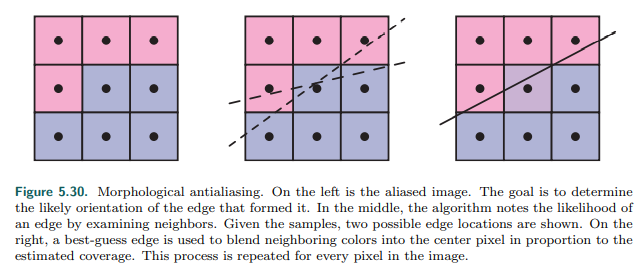 Figure 5.30. Morphological antialiasing. On the left is the aliased image. The goal is to determine
the likely orientation of the edge that formed it. In the middle, the algorithm notes the likelihood of
an edge by examining neighbors. Given the samples, two possible edge locations are shown. On the
right, a best-guess edge is used to blend neighboring colors into the center pixel in proportion to the
estimated coverage. This process is repeated for every pixel in the image.